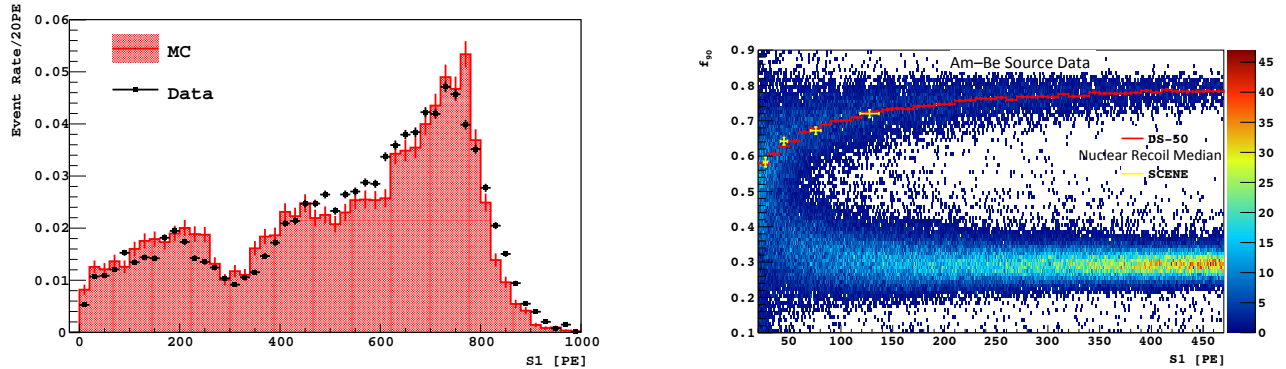 Event Rate/20PE
0.06
0.05
0.04
0.03
0.02
0.01
0
MC
Data
0 200 400 600 800 1000
S1 [PE]
f90
0.9
0.8
0.7
0.6
0.5
0.4
0.3
0.2
0.1
Am–Be Source Data
DS-50
Nuclear Recoil Median
SCENE
50 100 150 200 250 300 350 400 450
S1 [PE]
45
40
35
30
25
20
15
10
5
0